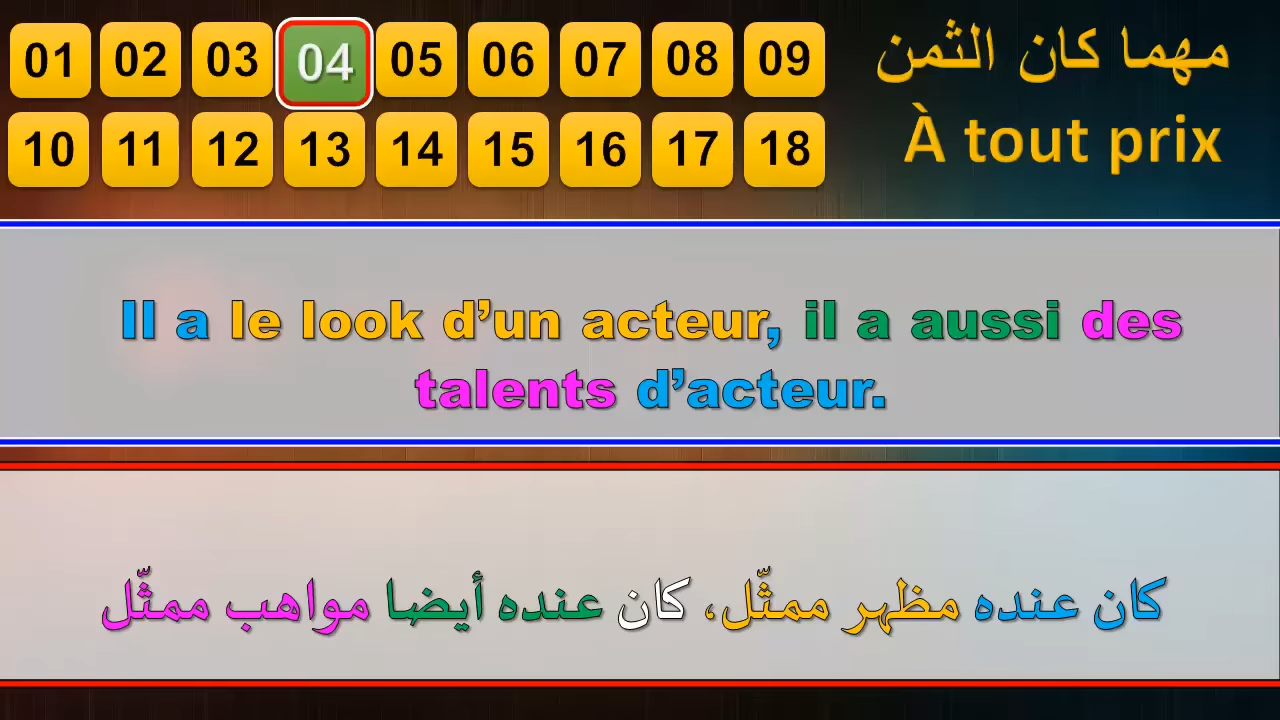 01 02 03 04 05 06 07 08 09
10 11 12 13 14 15 16 17 18
مهما كان الثمن
À tout prix
Il a le look d’un acteur, il a aussi des
talents d’acteur.
كان عنده مظهر ممثّل، كان عنده أيضا مواهب ممثّل